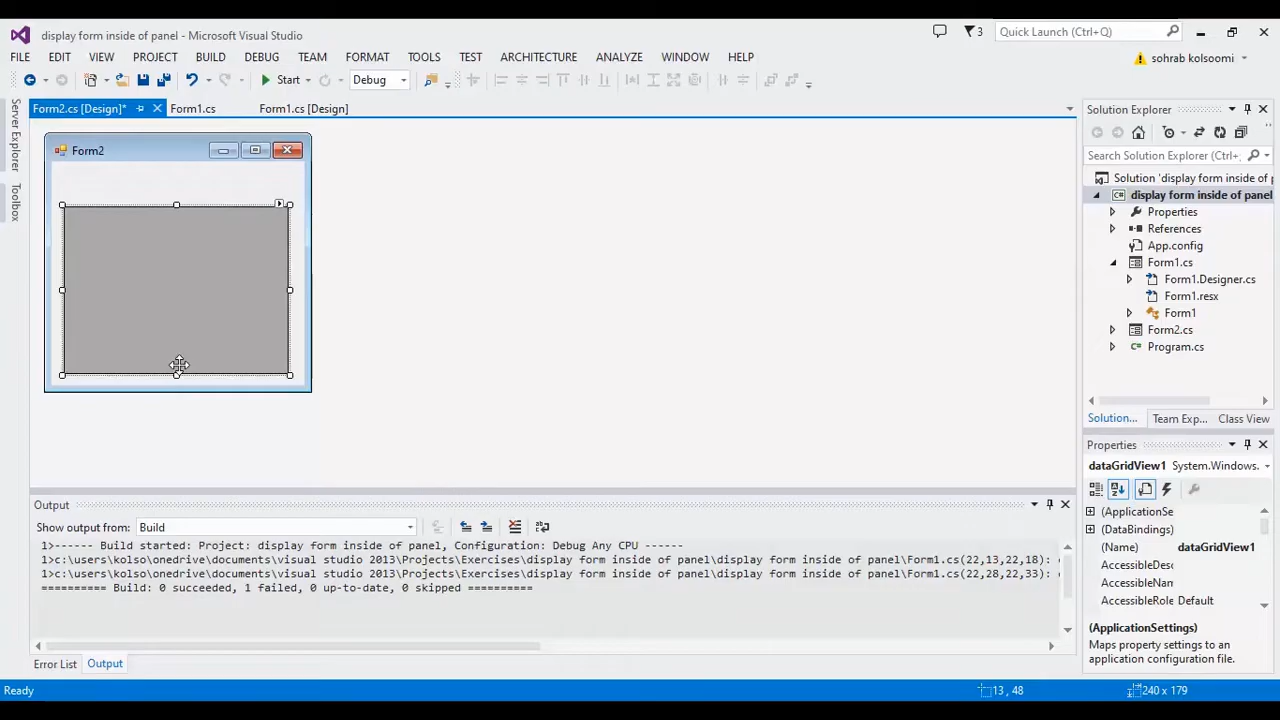 display form inside of panel - Microsoft Visual Studio
3
Quick Launch (Ctrl+Q)
FILE EDIT VIEW PROJECT BUILD DEBUG TEAM FORMAT TOOLS TEST ARCHITECTURE ANALYZE WINDOW HELP
sohrab kolsoomi
Start
Debug
Form2.cs [Design]*
Form1.cs
Form1.cs [Design]
Server Explorer
Toolbox
Form2
Solution Explorer
Search Solution Explorer (Ctrl+
Solution 'display form inside of p
display form inside of panel
Properties
References
App.config
Form1.cs
Form1.Designer.cs
Form1.resx
Form1
Form2.cs
Program.cs
Solution... Team Exp... Class View
Properties
dataGridView1 System.Windows.
(ApplicationSe
(DataBindings)
(Name) dataGridView1
AccessibleDesc
AccessibleNam
AccessibleRole Default
(ApplicationSettings)
Maps property settings to an
application configuration file.
Output
Show output from: Build
1>------ Build started: Project: display form inside of panel, Configuration: Debug Any CPU ------
1>c:\users\kolso\onedrive\documents\visual studio 2013\Projects\Exercises\display form inside of panel\display form inside of panel\Form1.cs(22,13,22,18):
1>c:\users\kolso\onedrive\documents\visual studio 2013\Projects\Exercises\display form inside of panel\display form inside of panel\Form1.cs(22,28,22,33):
========== Build: 0 succeeded, 1 failed, 0 up-to-date, 0 skipped ==========
Error List Output
Ready
13 , 48
240 x 179